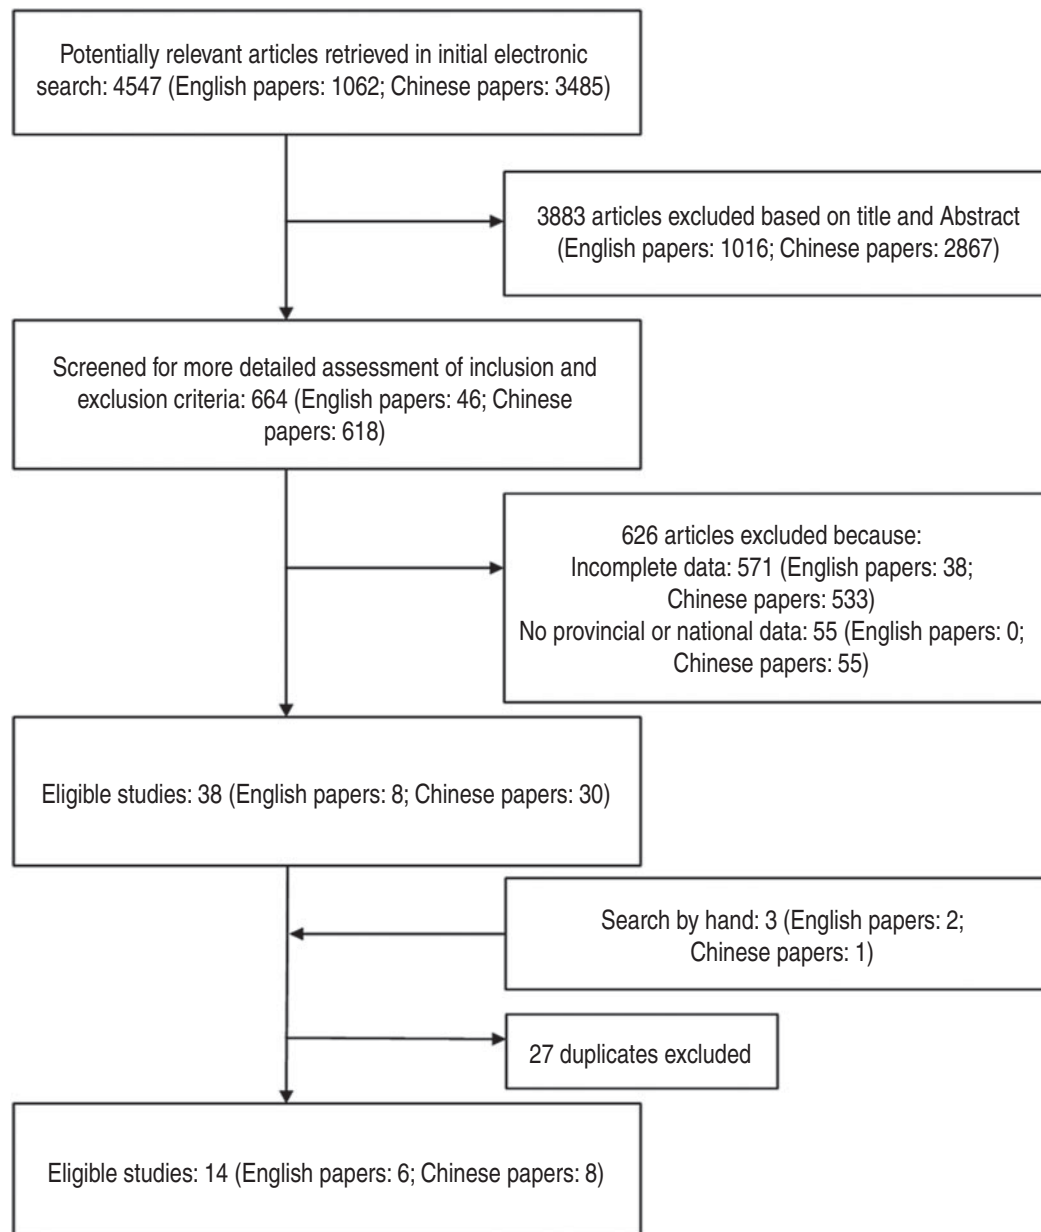 Potentially relevant articles retrieved in initial electronic
search: 4547 (English papers: 1062; Chinese papers: 3485)
3883 articles excluded based on title and Abstract
(English papers: 1016; Chinese papers: 2867)
Screened for more detailed assessment of inclusion and
exclusion criteria: 664 (English papers: 46; Chinese
papers: 618)
626 articles excluded because:
Incomplete data: 571 (English papers: 38;
Chinese papers: 533)
No provincial or national data: 55 (English papers: 0;
Chinese papers: 55)
Eligible studies: 38 (English papers: 8; Chinese papers: 30)
Search by hand: 3 (English papers: 2;
Chinese papers: 1)
27 duplicates excluded
Eligible studies: 14 (English papers: 6; Chinese papers: 8)